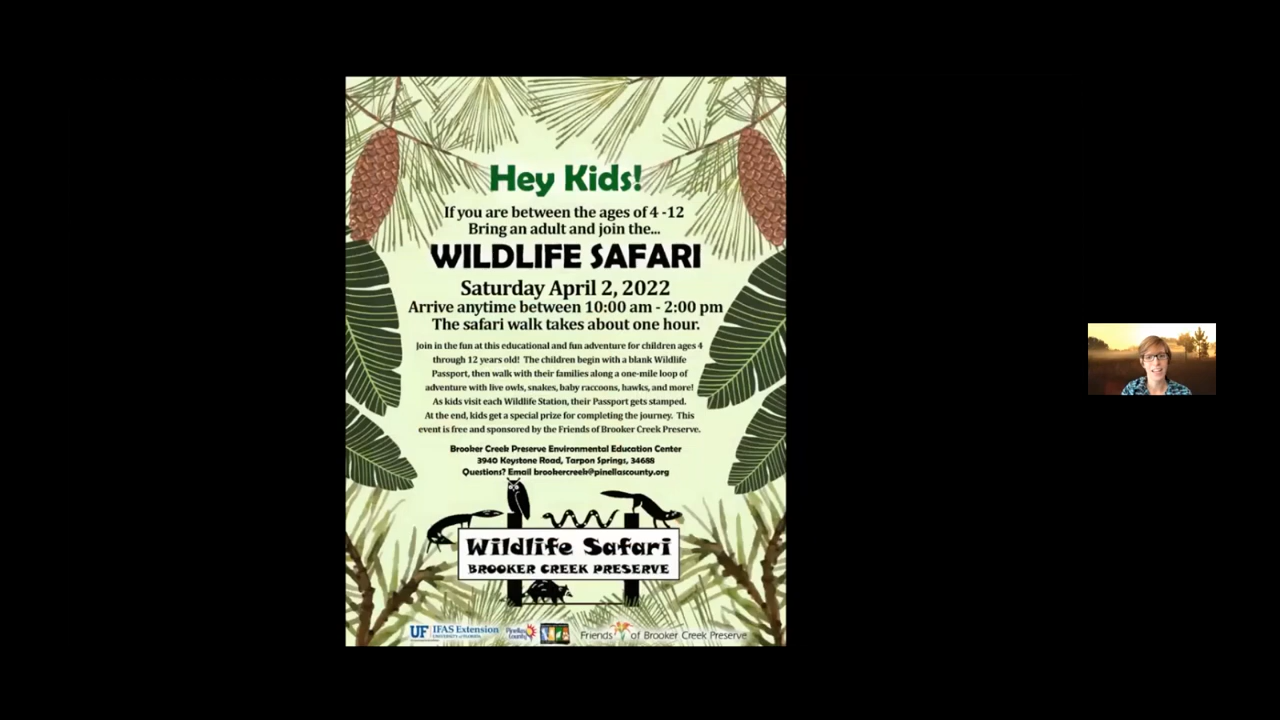 Hey Kids!
If you are between the ages of 4 -12
Bring an adult and join the...
WILDLIFE SAFARI
Saturday April 2, 2022
Arrive anytime between 10:00 am - 2:00 pm
The safari walk takes about one hour.
Join in the fun at this educational and fun adventure for children ages 4
through 12 years old! The children begin with a blank Wildlife
Passport, then walk with their families along a one-mile loop of
adventure with live owls, snakes, baby raccoons, hawks, and more!
As kids visit each Wildlife Station, their Passport gets stamped.
At the end, kids get a special prize for completing the journey. This
event is free and sponsored by the Friends of Brooker Creek Preserve.
Brooker Creek Preserve Environmental Education Center
3940 Keystone Road, Tarpon Springs, 34688
Questions? Email brookercreek@pinellascounty.org
Wildlife Safari
BROOKER CREEK PRESERVE
UF IFAS Extension
UNIVERSITY of FLORIDA
Pinellas County
Friends of Brooker Creek Preserve